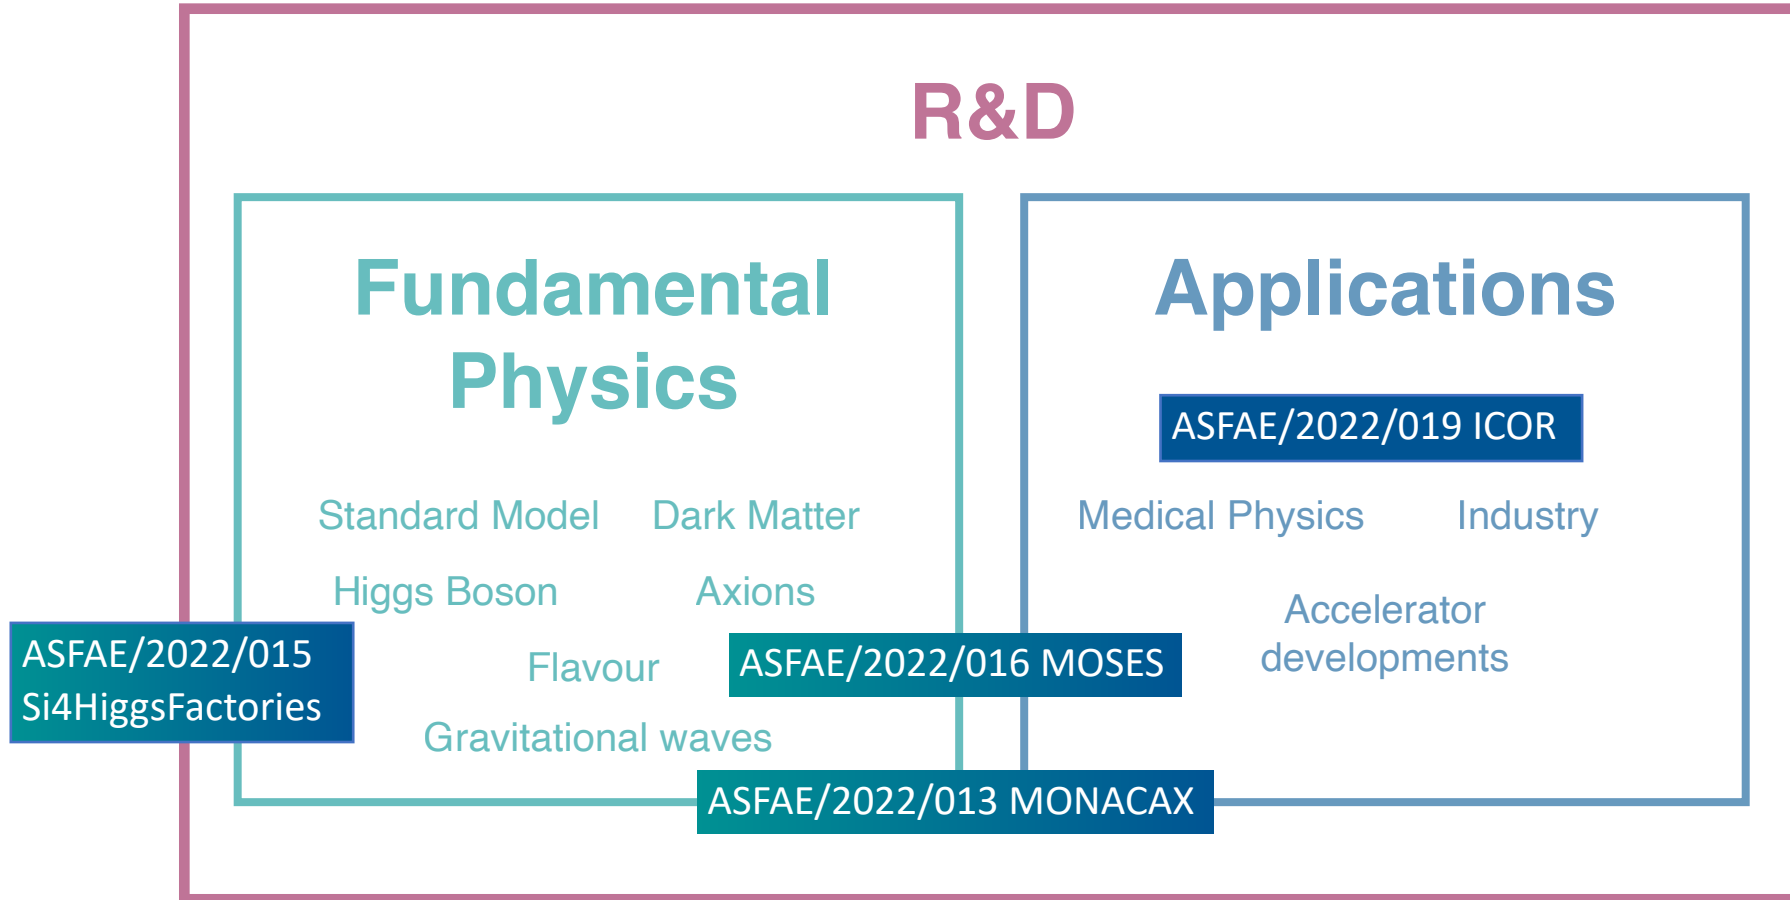 R&D
Fundamental
Physics
Standard Model
Dark Matter
Higgs Boson
Axions
ASFAE/2022/015
Si4HiggsFactories
Flavour
ASFAE/2022/016 MOSES
Gravitational waves
ASFAE/2022/013 MONACAX
Applications
ASFAE/2022/019 ICOR
Medical Physics
Industry
Accelerator
developments